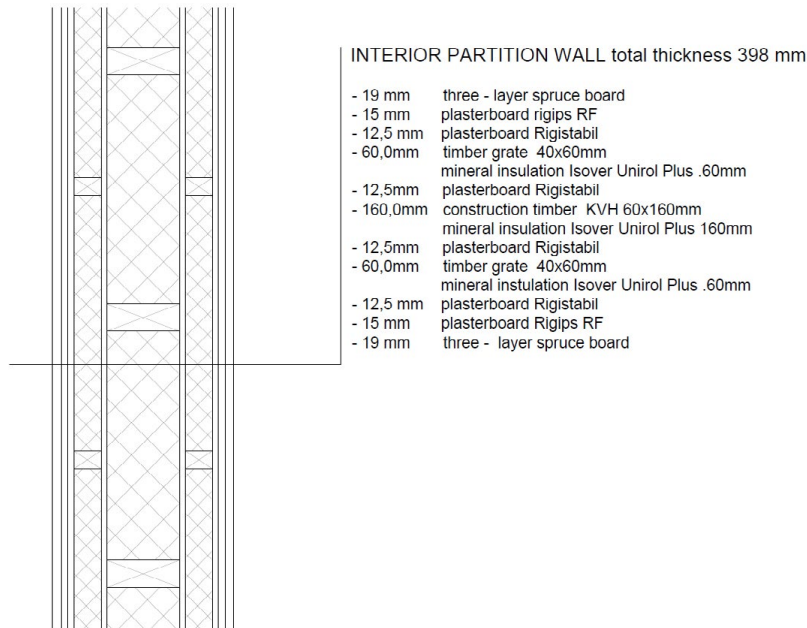 INTERIOR PARTITION WALL total thickness 398 mm
- 19 mm three - layer spruce board
- 15 mm plasterboard rigips RF
- 12,5 mm plasterboard Rigistabil
- 60,0mm timber grate 40x60mm
mineral insulation Isover Unirol Plus .60mm
- 12,5mm plasterboard Rigistabil
- 160,0mm construction timber KVH 60x160mm
mineral insulation Isover Unirol Plus 160mm
- 12,5mm plasterboard Rigistabil
- 60,0mm timber grate 40x60mm
mineral instulation Isover Unirol Plus .60mm
- 12,5 mm plasterboard Rigistabil
- 15 mm plasterboard Rigips RF
- 19 mm three - layer spruce board